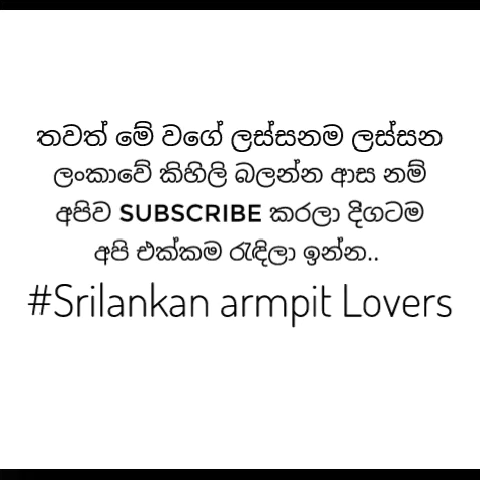 තවත් මේ වගේ ලස්සනම ලස්සන
ලංකාවේ කිහිලි බලන්න ආස නම්
අපිව SUBSCRIBE කරලා දිගටම
අපි එක්කම රැඳිලා ඉන්න..
#Srilankan armpit Lovers